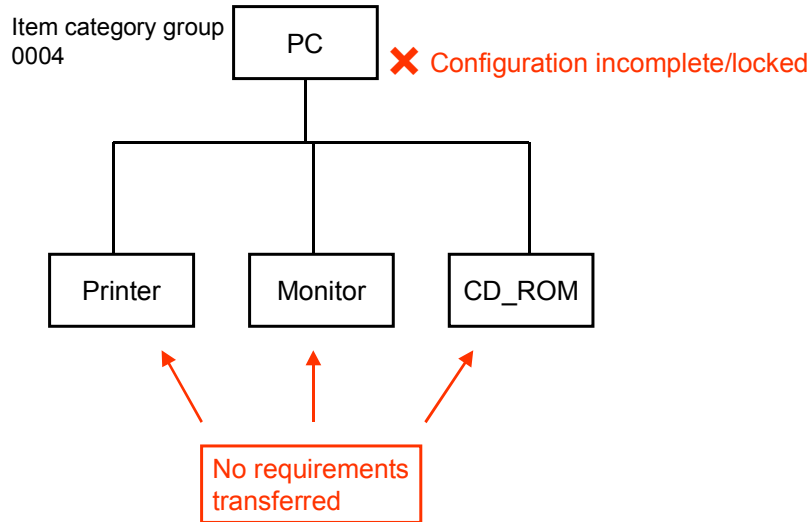 Item category group
0004
PC
Configuration incomplete/locked
Printer
Monitor
CD_ROM
No requirements
transferred